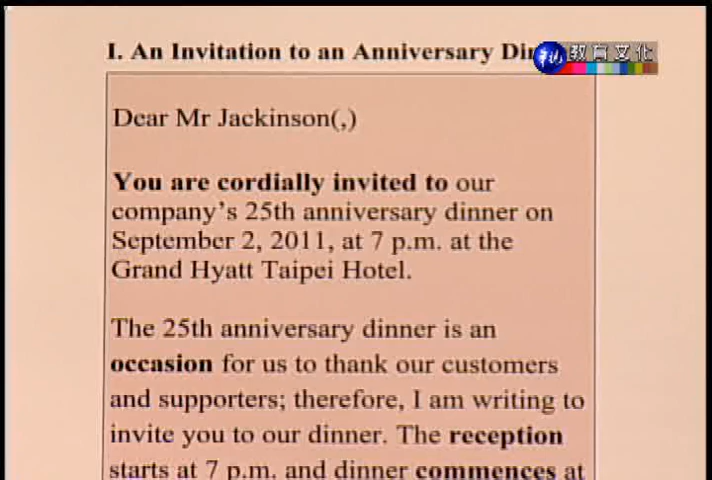 I. An Invitation to an Anniversary
教育文化
Dear Mr Jackinson(,)
You are cordially invited to our
company's 25th anniversary dinner on
September 2, 2011, at 7 p.m. at the
Grand Hyatt Taipei Hotel.
The 25th anniversary dinner is an
occasion for us to thank our customers
and supporters; therefore, I am writing to
invite you to our dinner. The reception
starts at 7 p.m. and dinner commences at